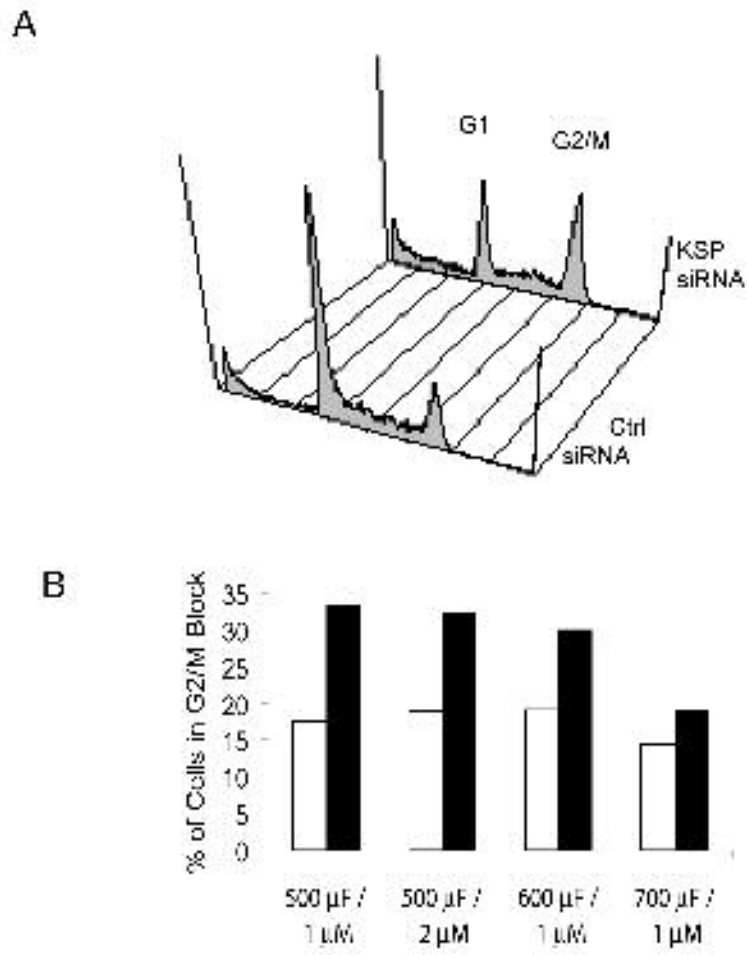 A
G1
G2/M
KSP
siRNA
Ctrl
siRNA
B
% of Cells in G2/M Block
35
30
25
20
15
10
5
0
500 µF / 500 µF / 600 µF / 700 µF /
1 µM 2 µM 1 µM 1 µM